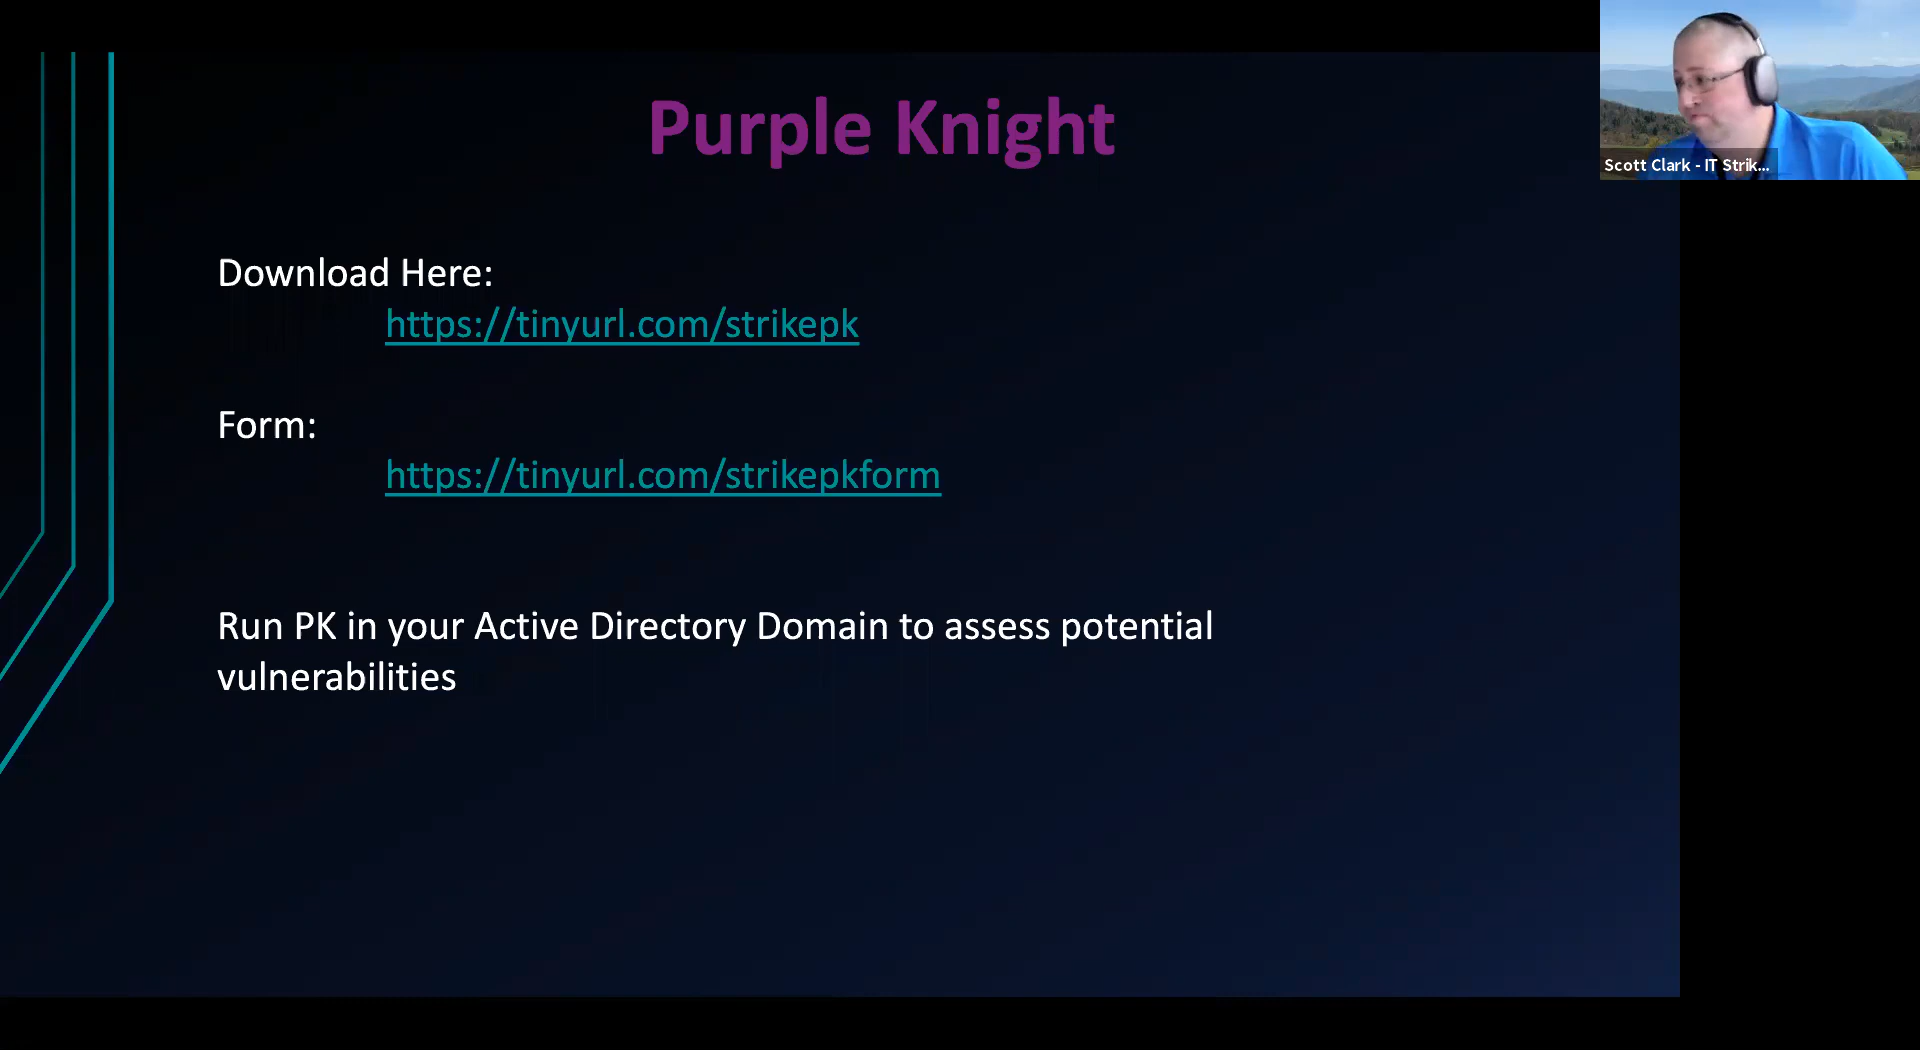 Purple Knight
Scott Clark - IT Strik...
Download Here:
https://tinyurl.com/strikepk
Form:
https://tinyurl.com/strikepkform
Run PK in your Active Directory Domain to assess potential
vulnerabilities